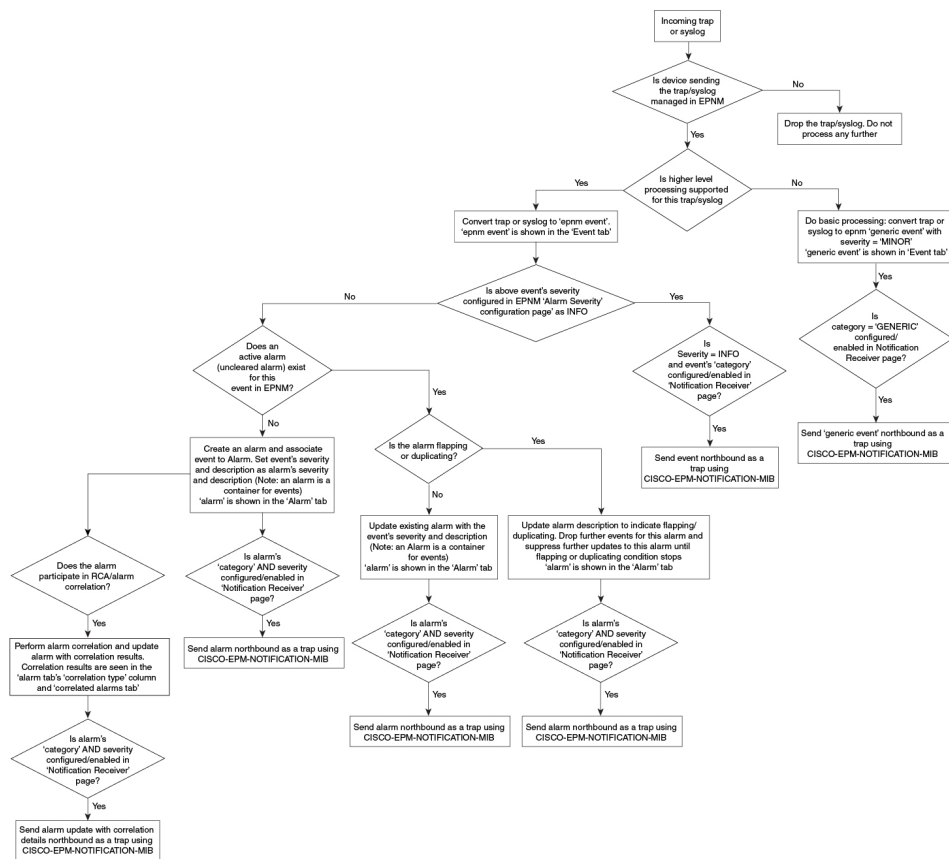 Incoming trap
or syslog
Is device sending
the trap/syslog
managed in EPNM
No
Drop the trap/syslog. Do not
process any further
Yes
Is higher level
processing supported
for this trap/syslog
Yes
No
Convert trap or syslog to 'epnm event'.
'epnm event' is shown in the 'Event tab'
Do basic processing: convert trap or
syslog to epnm 'generic event' with
severity = 'MINOR'
'generic event' is shown in 'Event tab'
Yes
Is above event's severity
configured in EPNM 'Alarm Severity'
configuration page' as INFO
No
Yes
Is
category = 'GENERIC'
configured/
enabled in Notification
Receiver page?
Does an
active alarm
(uncleared alarm) exist
for this
event in EPNM?
Is
Severity = INFO
and event's 'category'
configured/enabled in
'Notification Receiver'
page?
Yes
Yes
No
Yes
Send 'generic event' northbound as a
trap using
CISCO-EPM-NOTIFICATION-MIB
Create an alarm and associate
event to Alarm. Set event's severity
and description as alarm's severity
and description (Note: an alarm is a
container for events)
'alarm' is shown in the 'Alarm' tab
Is the alarm flapping
or duplicating?
Yes
Send event northbound as a
trap using
CISCO-EPM-NOTIFICATION-MIB
No
Update existing alarm with the
event's severity and description
(Note: an Alarm is a container
for events)
'alarm' is shown in the 'Alarm' tab
Update alarm description to indicate flapping/
duplicating. Drop further events for this alarm and
suppress further updates to this alarm until
flapping or duplicating condition stops
'alarm' is shown in the 'Alarm' tab
Does the alarm
participate in RCA/alarm
correlation?
Is alarm's
'category' AND severity
configured/enabled in
'Notification Receiver'
page?
Yes
Yes
Is alarm's
'category' AND severity
configured/enabled in
'Notification Receiver'
page?
Is alarm's
'category' AND severity
configured/enabled in
'Notification Receiver'
page?
Perform alarm correlation and update
alarm with correlation results.
Correlation results are seen in the
'alarm tab's 'correlation type' column
and 'correlated alarms tab'
Send alarm northbound as a trap using
CISCO-EPM-NOTIFICATION-MIB
Yes
Yes
Is alarm's
'category' AND severity
configured/enabled in
'Notification Receiver'
page?
Send alarm northbound as a trap using
CISCO-EPM-NOTIFICATION-MIB
Send alarm northbound as a trap using
CISCO-EPM-NOTIFICATION-MIB
Yes
Send alarm update with correlation
details northbound as a trap using
CISCO-EPM-NOTIFICATION-MIB